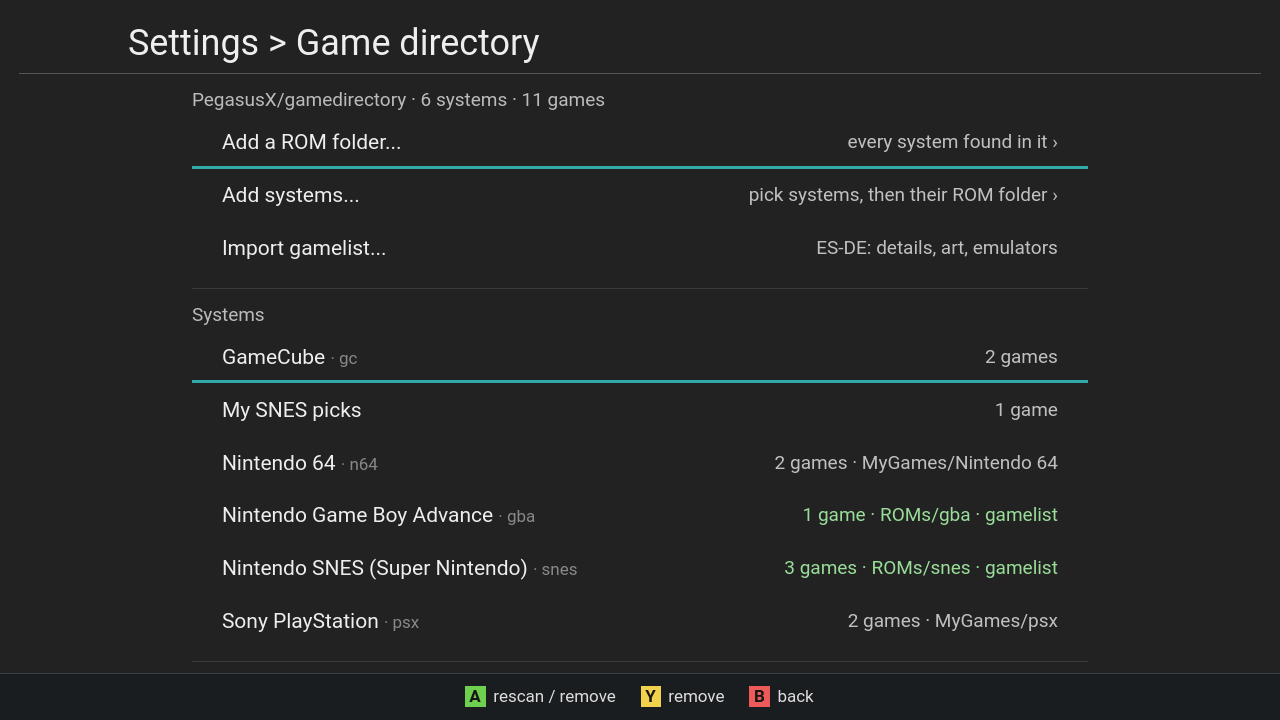 Settings > Game directory
PegasusX/gamedirectory · 6 systems · 11 games
Add a ROM folder... every system found in it ›
Add systems... pick systems, then their ROM folder ›
Import gamelist... ES-DE: details, art, emulators
Systems
GameCube · gc 2 games
My SNES picks 1 game
Nintendo 64 · n64 2 games · MyGames/Nintendo 64
Nintendo Game Boy Advance · gba 1 game · ROMs/gba · gamelist
Nintendo SNES (Super Nintendo) · snes 3 games · ROMs/snes · gamelist
Sony PlayStation · psx 2 games · MyGames/psx
A rescan / remove Y remove B back